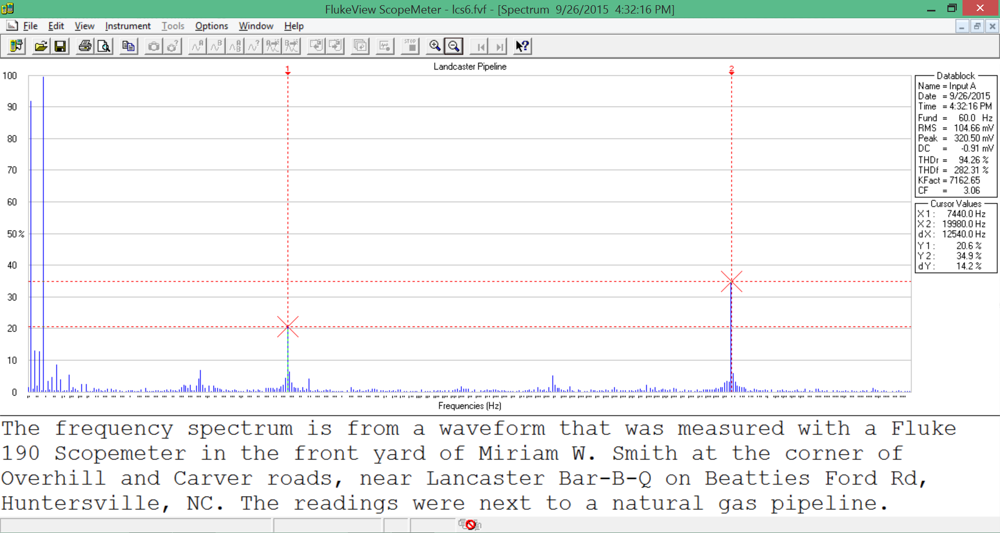 FlukeView ScopeMeter - lcs6.fvf - [Spectrum  9/26/2015  4:32:16 PM]
File Edit View Instrument Tools Options Window Help
STOP
Landcaster Pipeline
1
2
100
90
80
70
60
50 %
40
30
20
10
0
Frequencies (Hz)
Datablock
Name = Input A
Date = 9/26/2015
Time = 4:32:16 PM
Fund = 60.0 Hz
RMS = 104.66 mV
Peak = 320.50 mV
DC = -0.91 mV
THDr = 94.26 %
THDf = 282.31 %
KFact = 7162.65
CF = 3.06
Cursor Values
X1: 7440.0 Hz
X2: 19980.0 Hz
dX: 12540.0 Hz
Y1: 20.6 %
Y2: 34.9 %
dY: 14.2 %
The frequency spectrum is from a waveform that was measured with a Fluke
190 Scopemeter in the front yard of Miriam W. Smith at the corner of
Overhill and Carver roads, near Lancaster Bar-B-Q on Beatties Ford Rd,
Huntersville, NC. The readings were next to a natural gas pipeline.